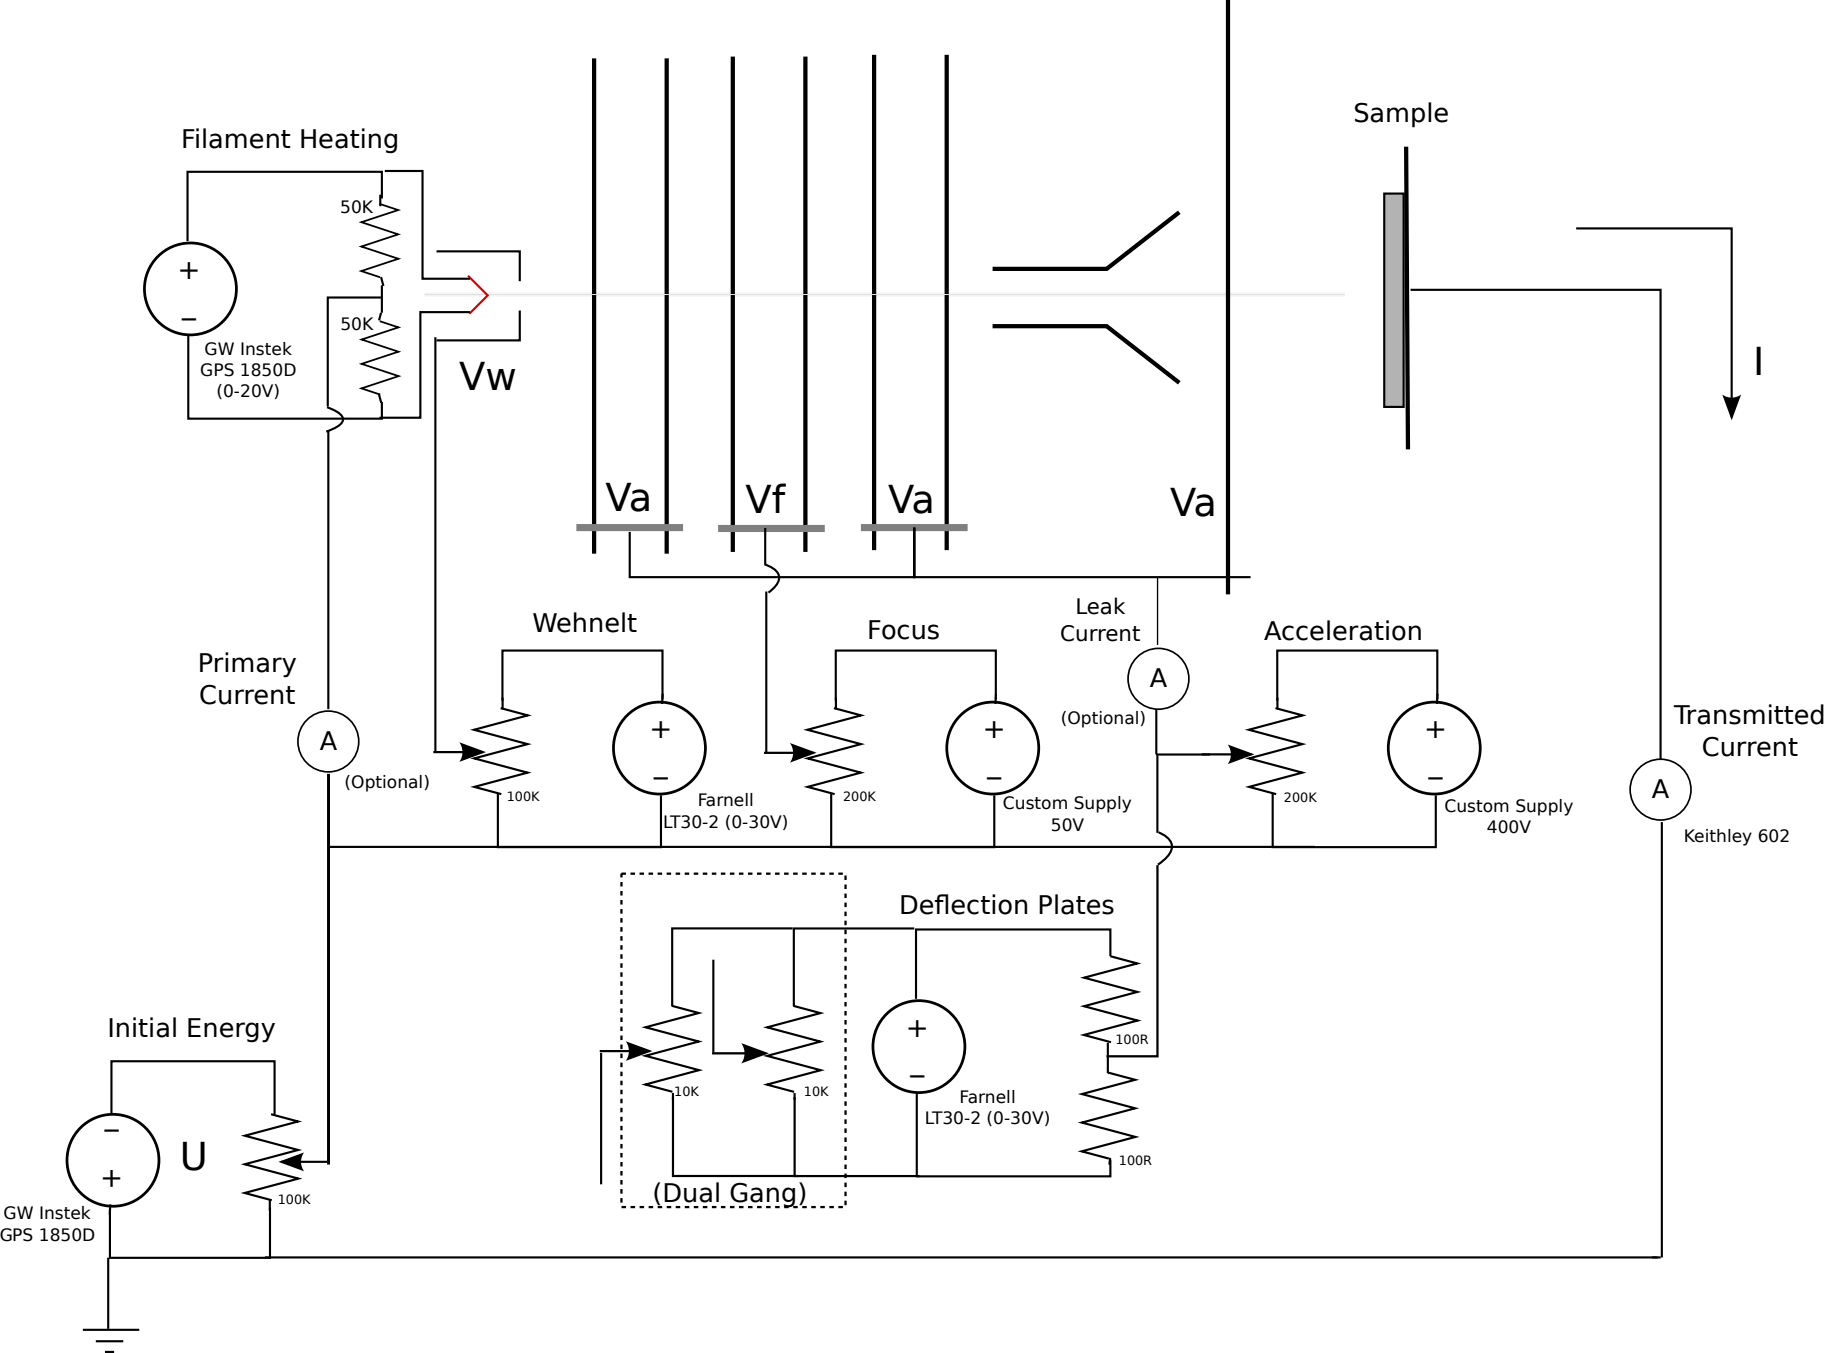 Sample
Filament Heating
50K
+
−
50K
GW Instek
GPS 1850D
(0-20V)
Vw
I
Va
Vf
Va
Va
Wehnelt
Focus
Leak
Current
Acceleration
Primary
Current
A
(Optional)
A
(Optional)
+
−
100K
Farnell
LT30-2 (0-30V)
+
−
200K
Custom Supply
50V
+
−
200K
Custom Supply
400V
Transmitted
Current
A
Keithley 602
Deflection Plates
10K
10K
+
−
100R
100R
Farnell
LT30-2 (0-30V)
(Dual Gang)
Initial Energy
−
+
U
100K
GW Instek
GPS 1850D